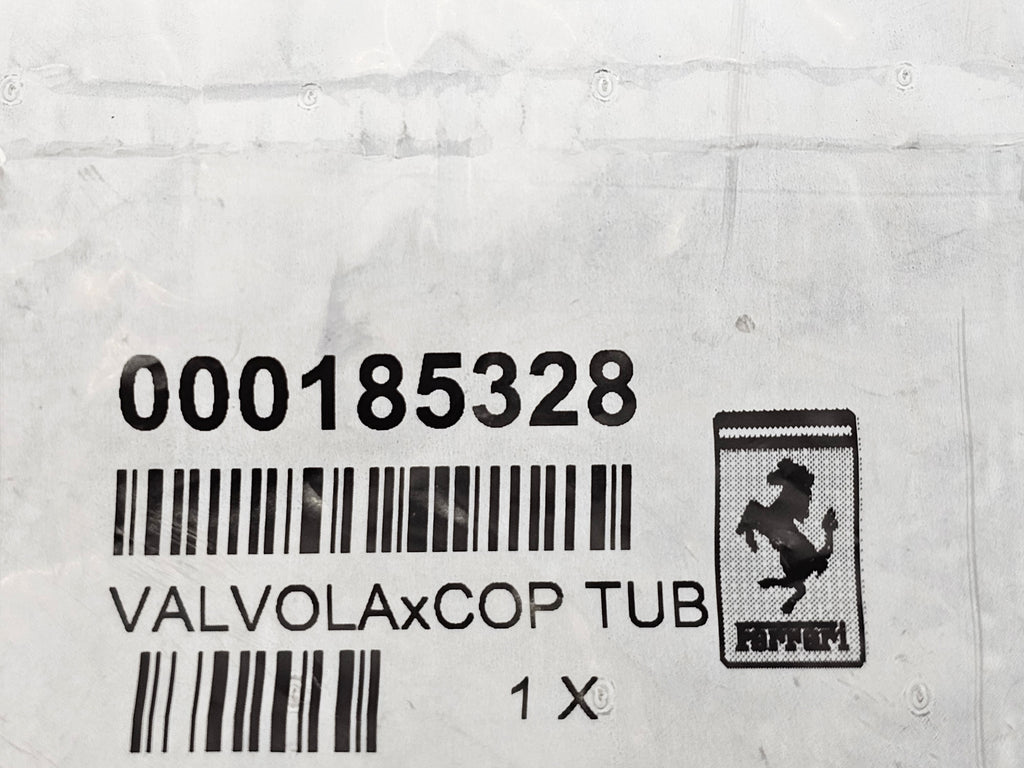 000185328
VALVOLAxCOP TUB
Ferrari
1 X